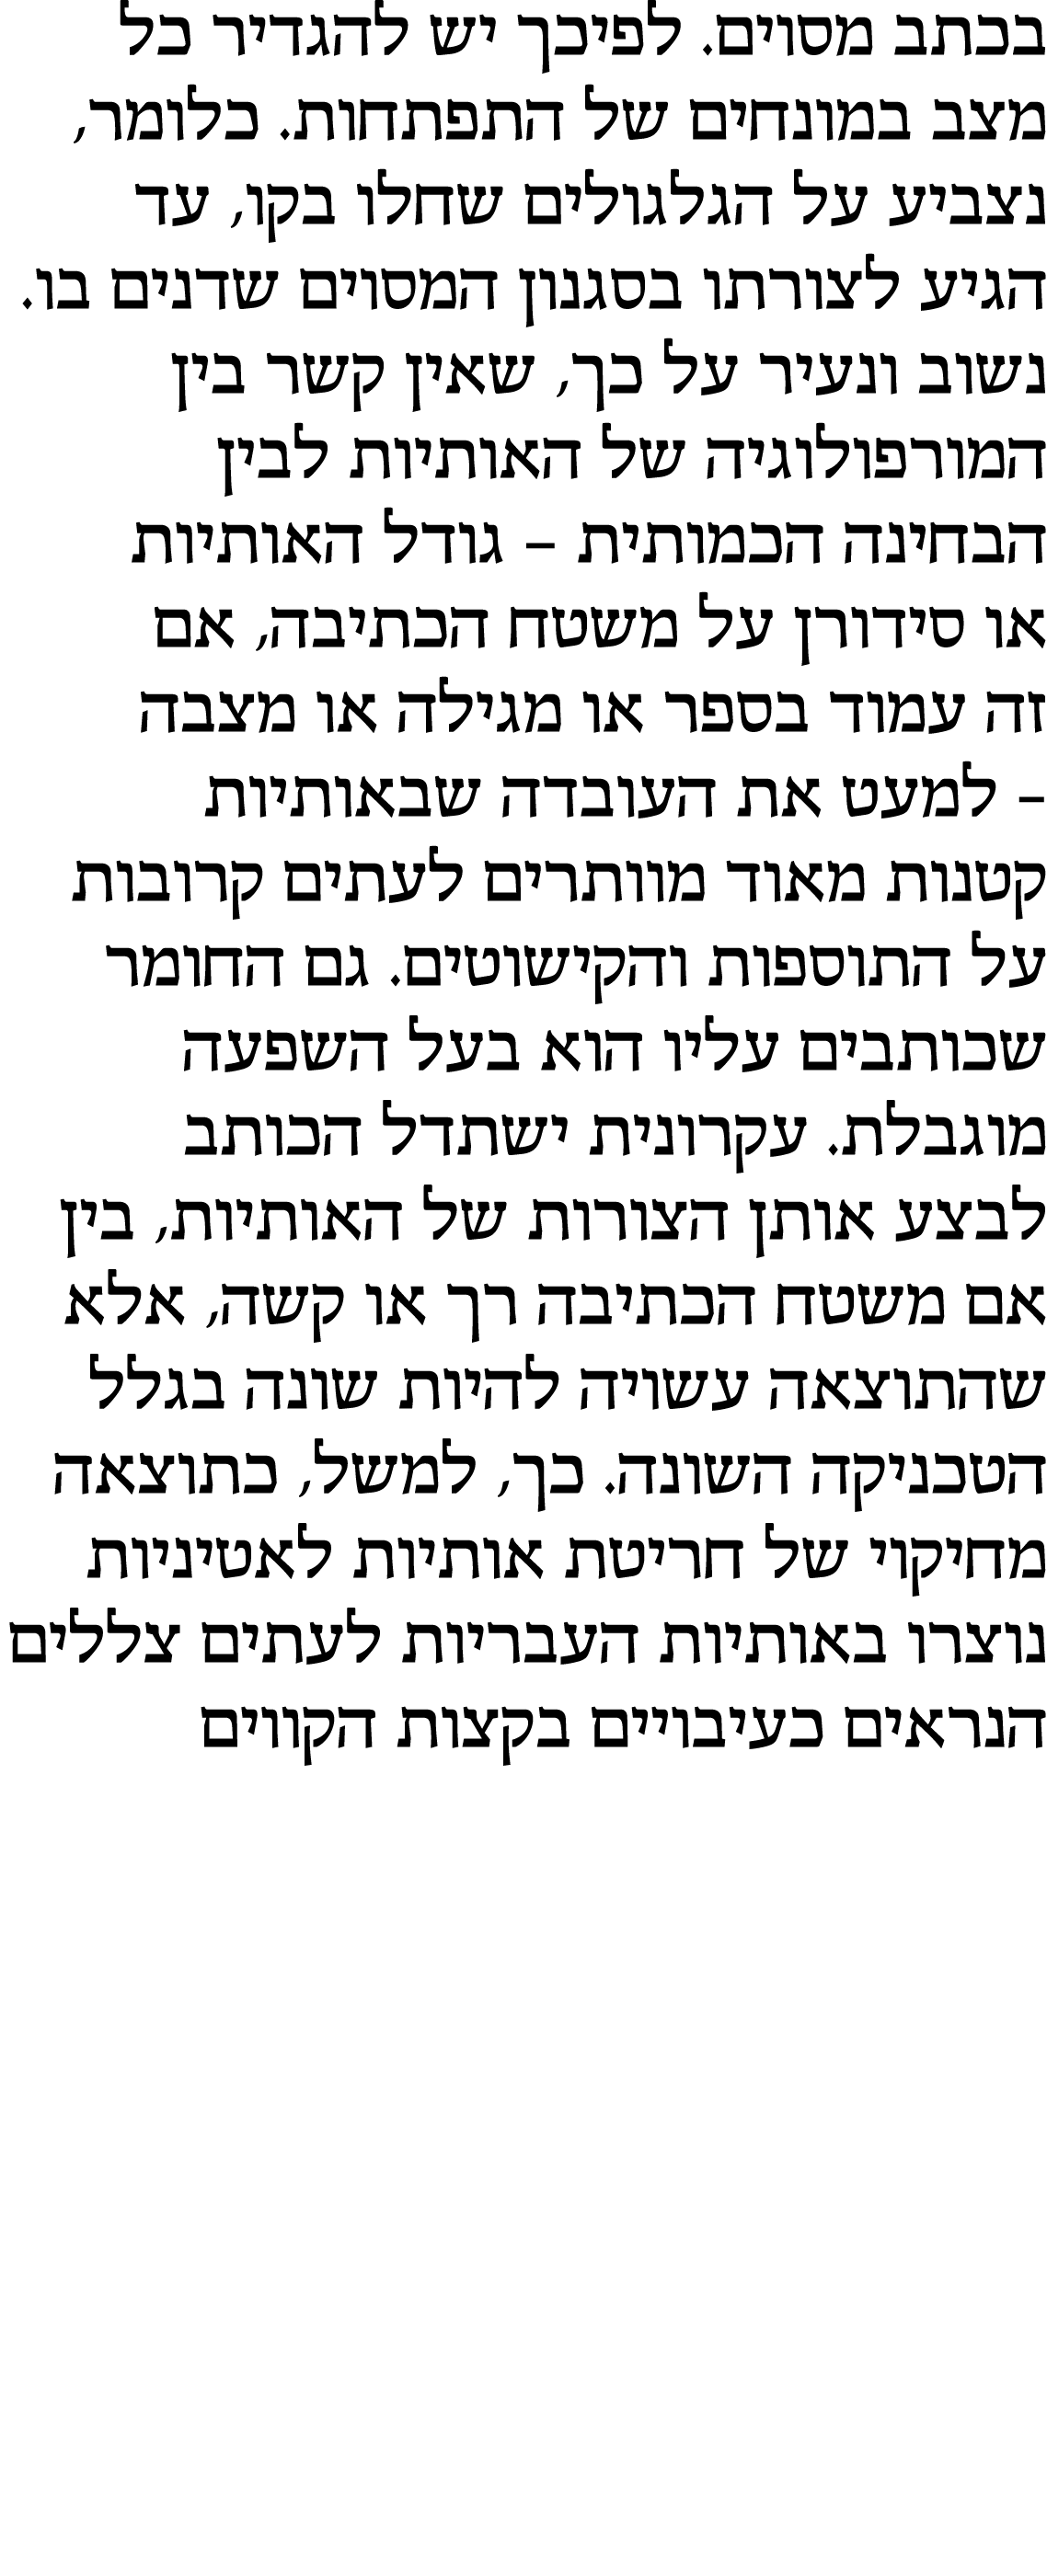 בכתב מסוים. לפיכך יש להגדיר כל
מצב במונחים של התפתחות. כלומר,
נצביע על הגלגולים שחלו בקו, עד
הגיע לצורתו בסגנון המסוים שדנים בו.
נשוב ונעיר על כך, שאין קשר בין
המורפולוגיה של האותיות לבין
הבחינה הכמותית – גודל האותיות
או סידורן על משטח הכתיבה, אם
זה עמוד בספר או מגילה או מצבה
– למעט את העובדה שבאותיות
קטנות מאוד מוותרים לעתים קרובות
על התוספות והקישוטים. גם החומר
שכותבים עליו הוא בעל השפעה
מוגבלת. עקרונית ישתדל הכותב
לבצע אותן הצורות של האותיות, בין
אם משטח הכתיבה רך או קשה, אלא
שהתוצאה עשויה להיות שונה בגלל
הטכניקה השונה. כך, למשל, כתוצאה
מחיקוי של חריטת אותיות לאטיניות
נוצרו באותיות העבריות לעתים צללים
הנראים כעיבויים בקצות הקווים